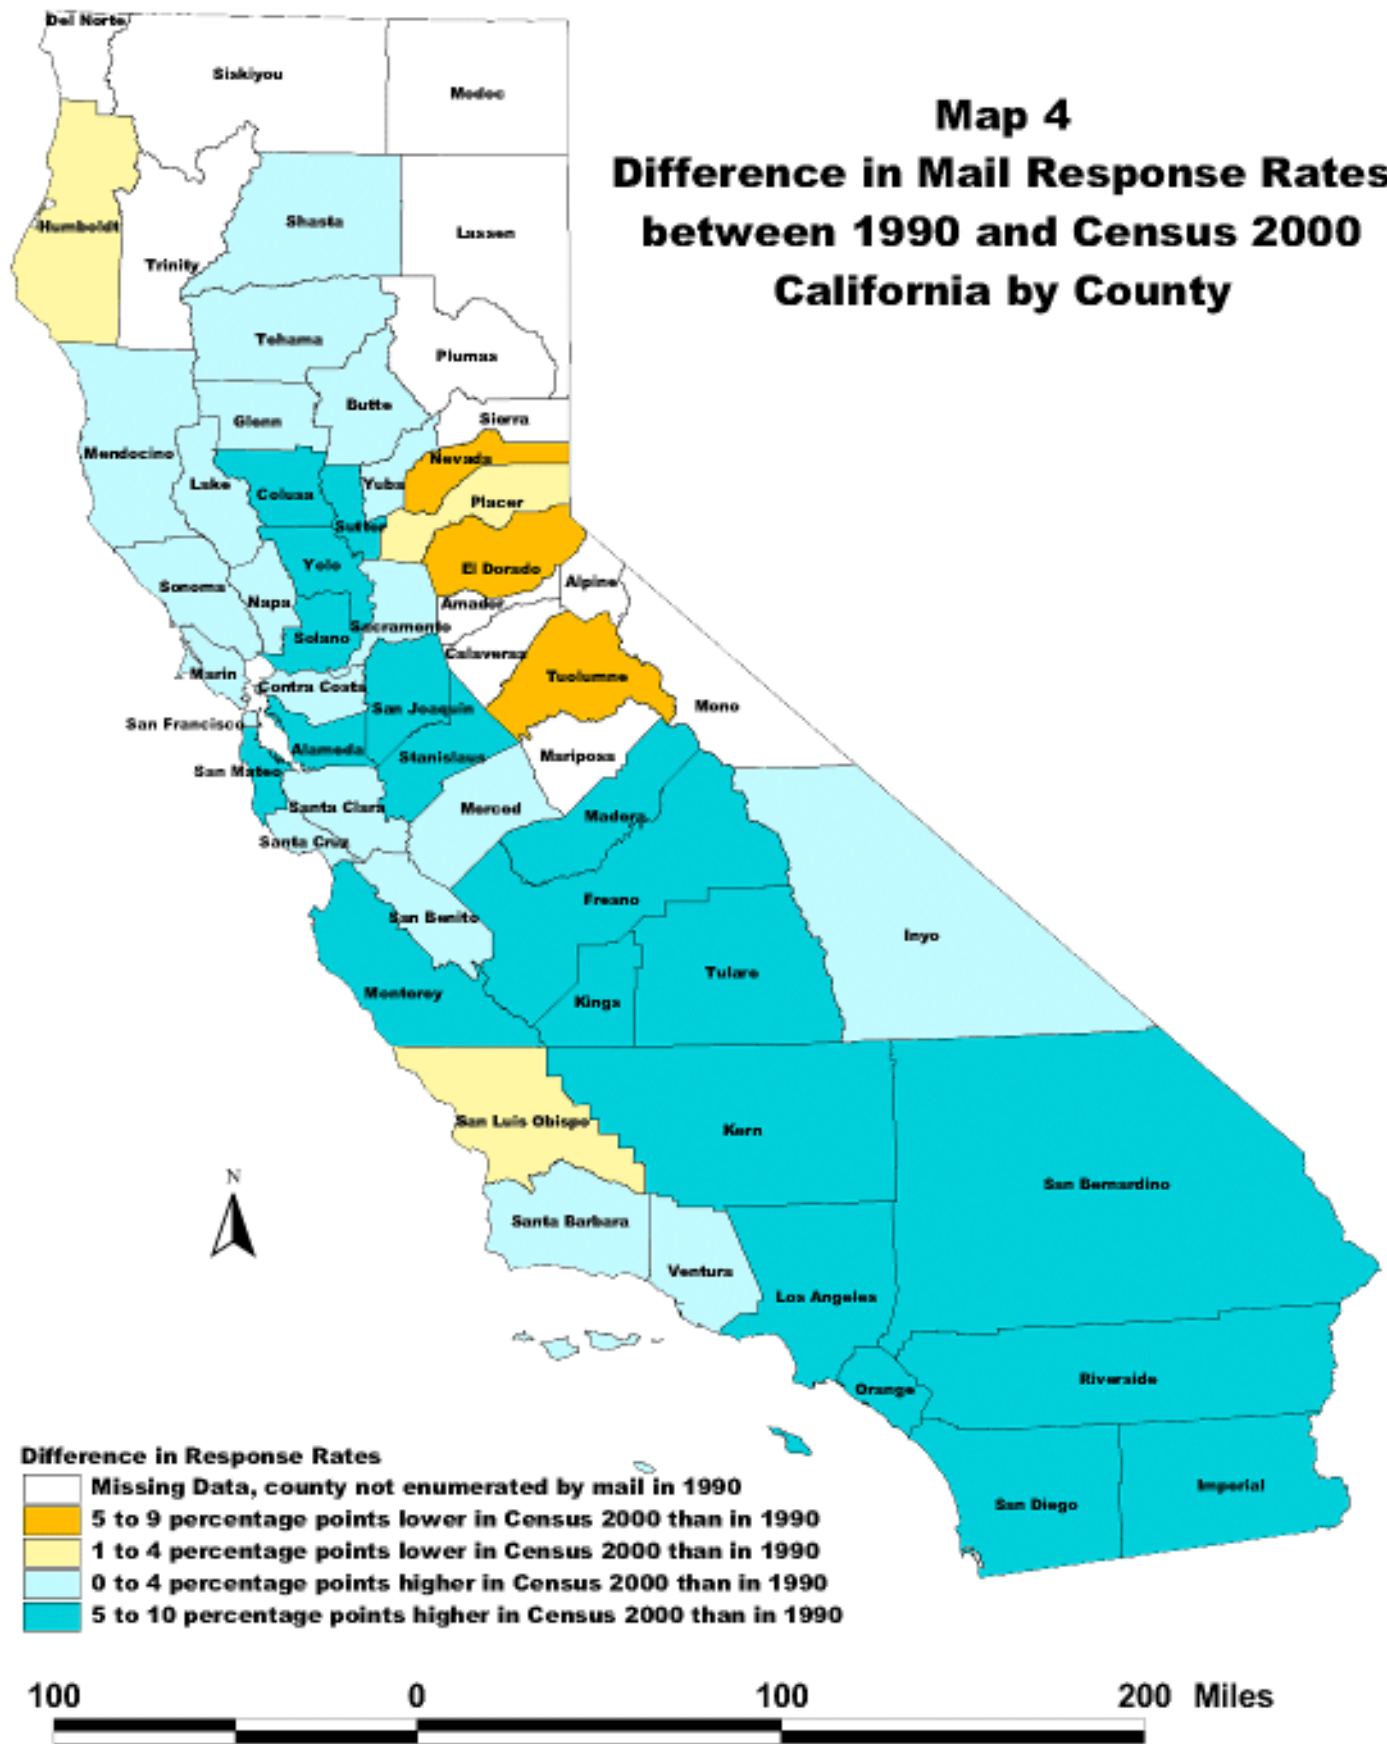 Map 4
Difference in Mail Response Rates
between 1990 and Census 2000
California by County
Del Norte
Siskiyou
Modoc
Humboldt
Trinity
Shasta
Lassen
Tehama
Plumas
Mendocino
Glenn
Butte
Sierra
Lake
Colusa
Yuba
Nevada
Sutter
Placer
Sonoma
Napa
Yolo
El Dorado
Alpine
Solano
Sacramento
Amador
Marin
Contra Costa
Calaveras
San Francisco
San Joaquin
Tuolumne
Mono
San Mateo
Alameda
Stanislaus
Mariposa
Santa Clara
Merced
Madera
Santa Cruz
San Benito
Fresno
Inyo
Monterey
Kings
Tulare
San Luis Obispo
Kern
San Bernardino
N
Santa Barbara
Ventura
Los Angeles
Orange
Riverside
San Diego
Imperial
Difference in Response Rates
Missing Data, county not enumerated by mail in 1990
5 to 9 percentage points lower in Census 2000 than in 1990
1 to 4 percentage points lower in Census 2000 than in 1990
0 to 4 percentage points higher in Census 2000 than in 1990
5 to 10 percentage points higher in Census 2000 than in 1990
100 0 100 200 Miles